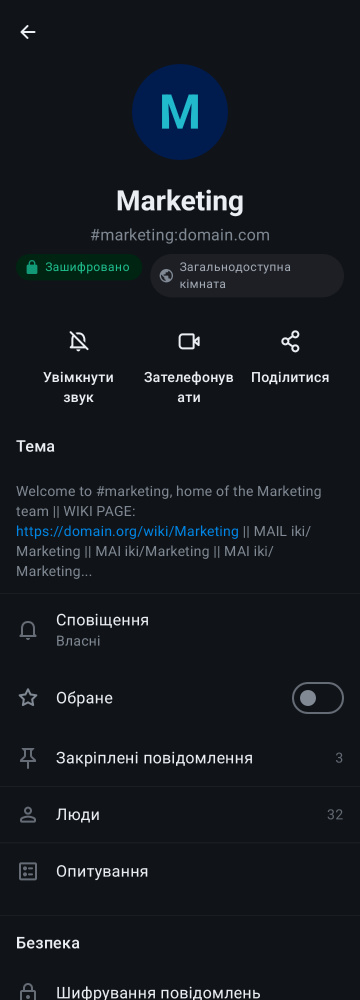 M
Marketing
#marketing:domain.com
Зашифровано
Загальнодоступна
кімната
Увімкнути
звук
Зателефонув
ати
Поділитися
Тема
Welcome to #marketing, home of the Marketing
team || WIKI PAGE:
https://domain.org/wiki/Marketing || MAIL iki/
Marketing || MAI iki/Marketing || MAI iki/
Marketing...
Сповіщення
Власні
Обране
Закріплені повідомлення 3
Люди 32
Опитування
Безпека
Шифрування повідомлень